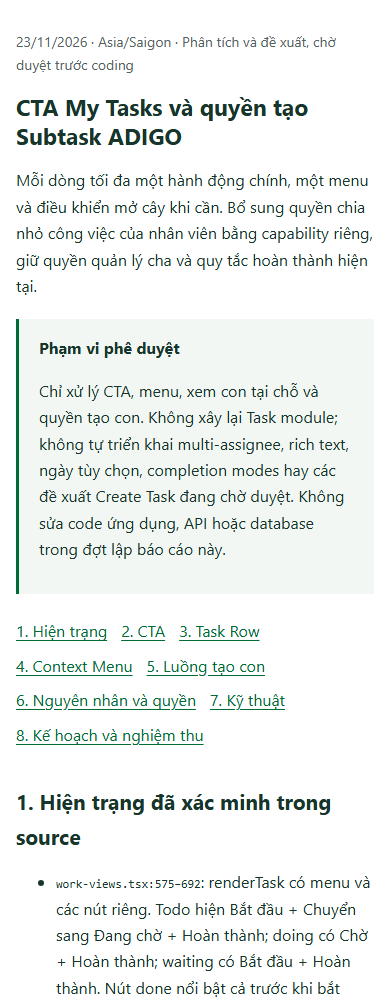 23/11/2026 · Asia/Saigon · Phân tích và đề xuất, chờ
duyệt trước coding
CTA My Tasks và quyền tạo
Subtask ADIGO
Mỗi dòng tối đa một hành động chính, một menu
và điều khiển mở cây khi cần. Bổ sung quyền chia
nhỏ công việc của nhân viên bằng capability riêng,
giữ quyền quản lý cha và quy tắc hoàn thành hiện
tại.
Phạm vi phê duyệt
Chỉ xử lý CTA, menu, xem con tại chỗ và
quyền tạo con. Không xây lại Task module;
không tự triển khai multi-assignee, rich text,
ngày tùy chọn, completion modes hay các
đề xuất Create Task đang chờ duyệt. Không
sửa code ứng dụng, API hoặc database
trong đợt lập báo cáo này.
1. Hiện trạng 2. CTA 3. Task Row
4. Context Menu 5. Luồng tạo con
6. Nguyên nhân và quyền 7. Kỹ thuật
8. Kế hoạch và nghiệm thu
1. Hiện trạng đã xác minh trong
source
• work-views.tsx:575–692: renderTask có menu và
các nút riêng. Todo hiện Bắt đầu + Chuyển
sang Đang chờ + Hoàn thành; doing có Chờ
+ Hoàn thành; waiting có Bắt đầu + Hoàn
thành. Nút done nổi bật cả trước khi bắt